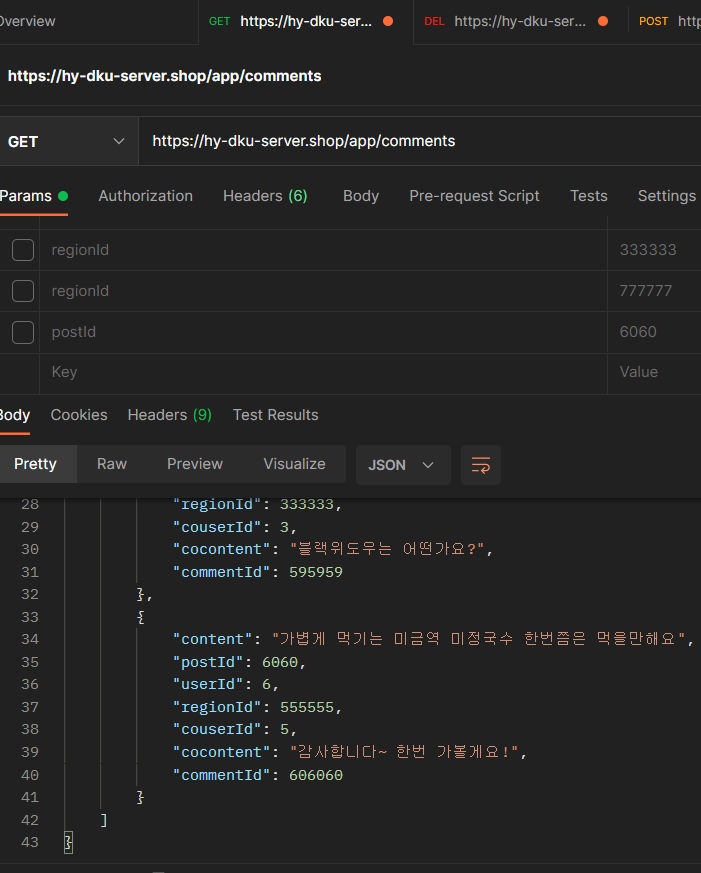 Overview GET https://hy-dku-ser... DEL https://hy-dku-ser... POST http
https://hy-dku-server.shop/app/comments
GET https://hy-dku-server.shop/app/comments
Params Authorization Headers (6) Body Pre-request Script Tests Settings
regionId 333333
regionId 777777
postId 6060
Key Value
Body Cookies Headers (9) Test Results
Pretty Raw Preview Visualize JSON
28 "regionId": 333333,
29 "couserId": 3,
30 "cocontent": "블랙위도우는 어떤가요?",
31 "commentId": 595959
32 },
33 {
34 "content": "가볍게 먹기는 미금역 미정국수 한번쯤은 먹을만해요",
35 "postId": 6060,
36 "userId": 6,
37 "regionId": 555555,
38 "couserId": 5,
39 "cocontent": "감사합니다~ 한번 가볼게요!",
40 "commentId": 606060
41 }
42 ]
43 }